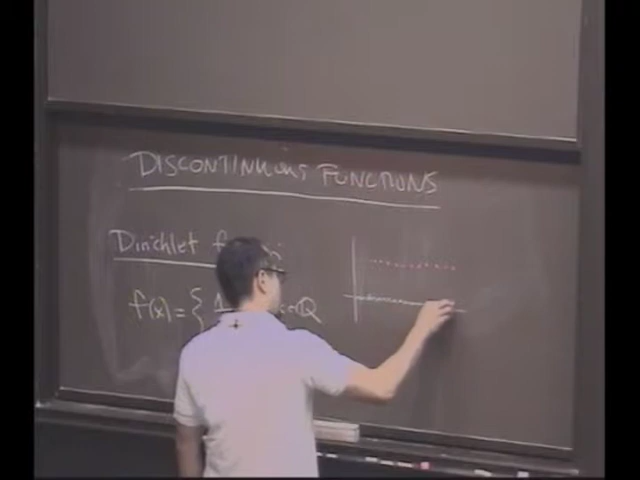 DISCONTINUOUS FUNCTIONS
Dirichlet f
f(x) = { 1 Q